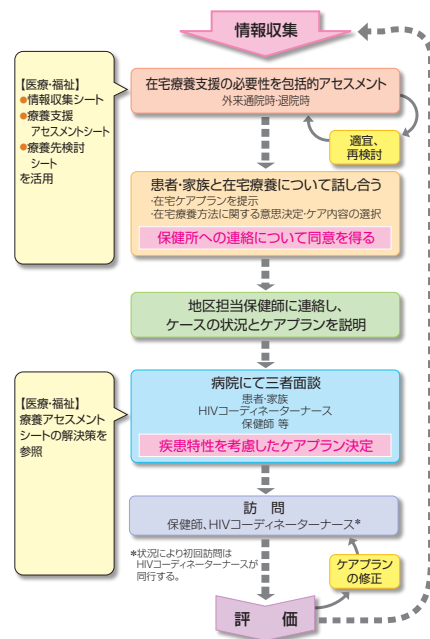 情報収集
【医療・福祉】
●情報収集シート
●療養支援
アセスメントシート
●療養先検討
シート
を活用
在宅療養支援の必要性を包括的アセスメント
外来通院時・退院時
適宜、
再検討
患者・家族と在宅療養について話し合う
・在宅ケアプランを提示
・在宅療養方法に関する意思決定・ケア内容の選択
保健所への連絡について同意を得る
地区担当保健師に連絡し、
ケースの状況とケアプランを説明
【医療・福祉】
療養アセスメント
シートの解決策を
参照
病院にて三者面談
患者・家族
HIVコーディネーターナース
保健師 等
疾患特性を考慮したケアプラン決定
訪 問
保健師、HIVコーディネーターナース*
*状況により初回訪問は
HIVコーディネーターナースが
同行する。
ケアプラン
の修正
評 価